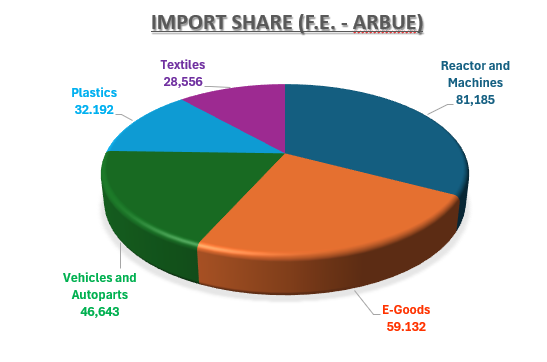 IMPORT SHARE (F.E. - ARBUE)
Textiles
28,556
Reactor and
Machines
81,185
Plastics
32.192
Vehicles and
Autoparts
46,643
E-Goods
59.132